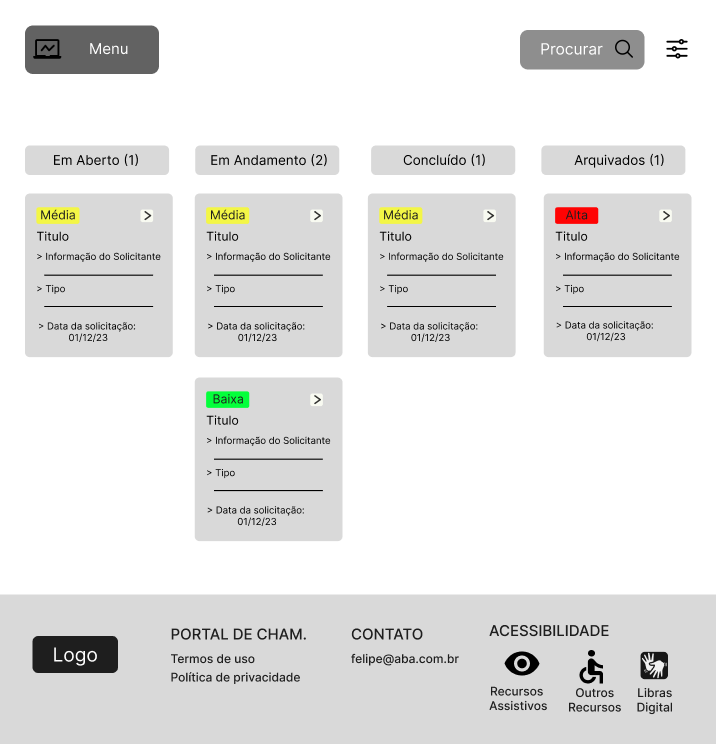 Menu
Procurar
Em Aberto (1)
Em Andamento (2)
Concluído (1)
Arquivados (1)
Média
Titulo
> Informação do Solicitante
> Tipo
> Data da solicitação:
01/12/23
Média
Titulo
> Informação do Solicitante
> Tipo
> Data da solicitação:
01/12/23
Baixa
Titulo
> Informação do Solicitante
> Tipo
> Data da solicitação:
01/12/23
Média
Titulo
> Informação do Solicitante
> Tipo
> Data da solicitação:
01/12/23
Alta
Titulo
> Informação do Solicitante
> Tipo
> Data da solicitação:
01/12/23
Logo
PORTAL DE CHAM.
Termos de uso
Política de privacidade
CONTATO
felipe@aba.com.br
ACESSIBILIDADE
Recursos
Assistivos
Outros
Recursos
Libras
Digital